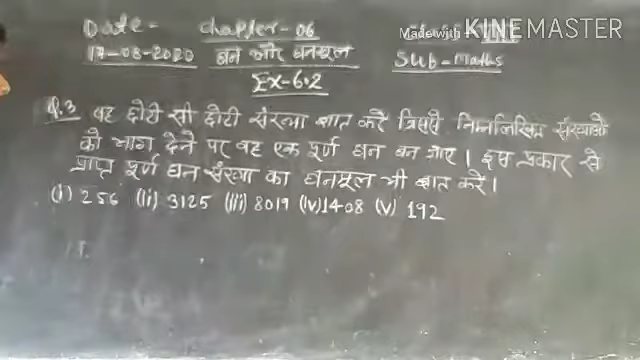 Date- Chapter-06
Made with KINEMASTER
17-08-2020 घन और घनमूल Sub-Maths
Ex-6.2
Q.3 वह छोटी सी छोटी संख्या ज्ञात करें जिससे निम्नलिखित संख्याओं
को भाग देने पर वह एक पूर्ण घन बन जाए। इस प्रकार से
प्राप्त पूर्ण घन संख्या का घनमूल भी ज्ञात करें।
(i) 256 (ii) 3125 (iii) 8019 (iv) 1408 (v) 192